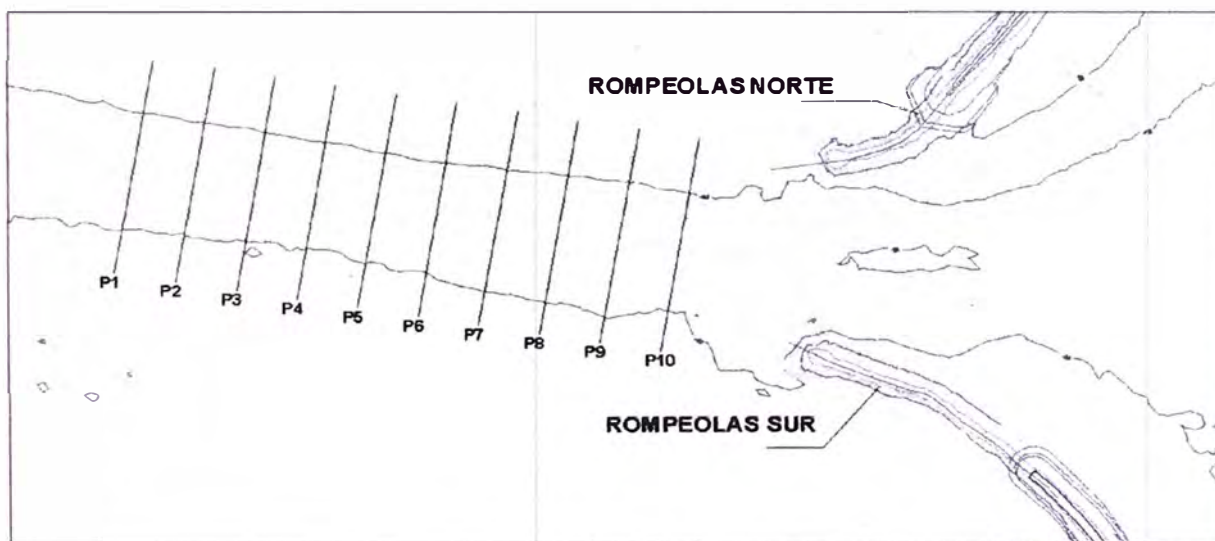 ROMPEOLAS NORTE
P1
P2
P3
P4
P5
P6
P7
P8
P9
P10
ROMPEOLAS SUR